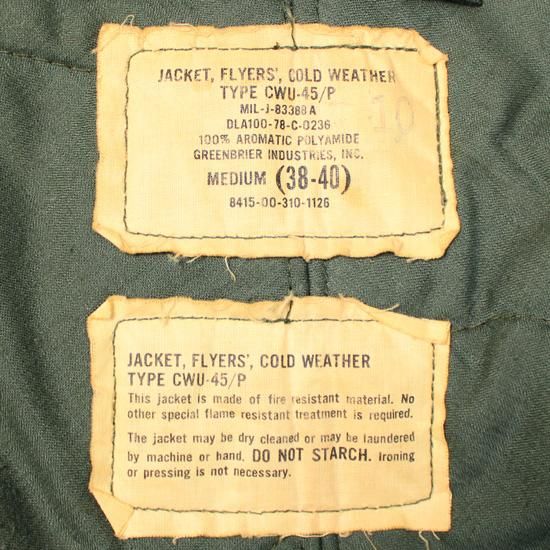 JACKET, FLYERS', COLD WEATHER
TYPE CWU-45/P
MIL-J-83388A
DLA100-78-C-0236
100% AROMATIC POLYAMIDE
GREENBRIER INDUSTRIES, INC.
MEDIUM (38-40)
8415-00-310-1126
10
JACKET, FLYERS', COLD WEATHER
TYPE CWU-45/P
This jacket is made of fire resistant material. No
other special flame resistant treatment is required.
The jacket may be dry cleaned or may be laundered
by machine or hand. DO NOT STARCH. Ironing
or pressing is not necessary.